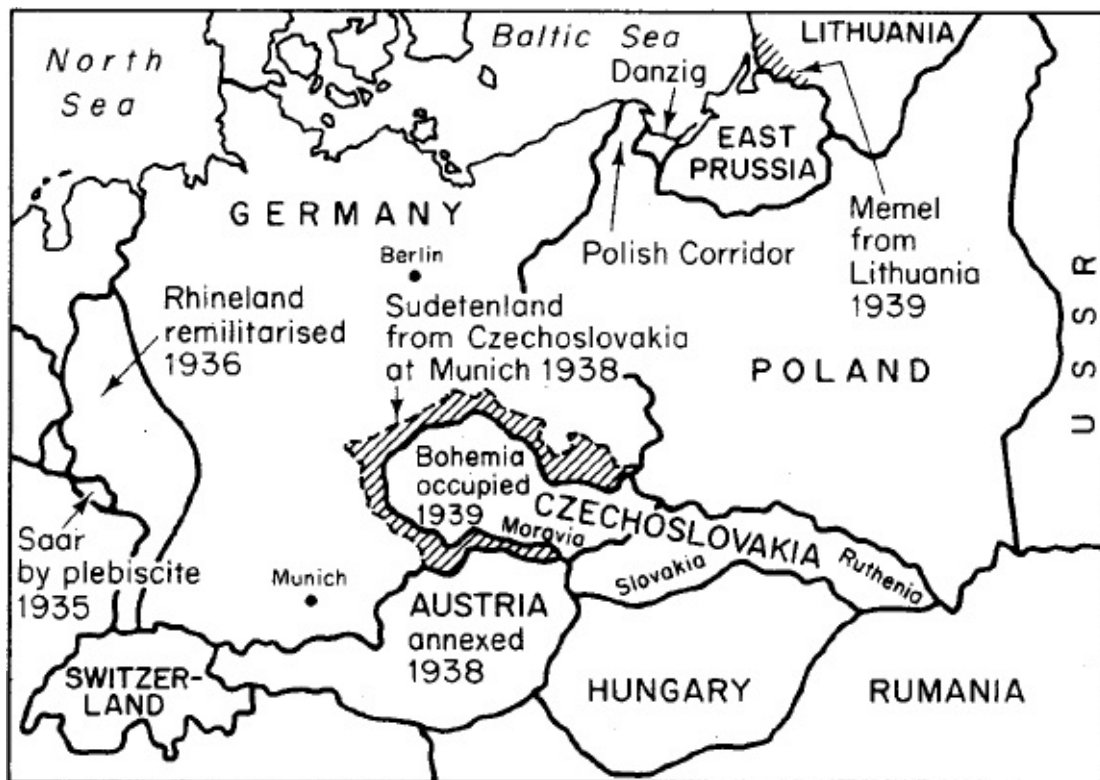 North
Sea
Baltic Sea
Danzig
LITHUANIA
EAST
PRUSSIA
GERMANY
Berlin
Polish Corridor
Memel
from
Lithuania
1939
USSR
Rhineland
remilitarised
1936
Sudetenland
from Czechoslovakia
at Munich 1938
POLAND
Bohemia
occupied
1939
Moravia
CZECHOSLOVAKIA
Slovakia
Ruthenia
Saar
by plebiscite
1935
Munich
AUSTRIA
annexed
1938
SWITZER-
LAND
HUNGARY
RUMANIA